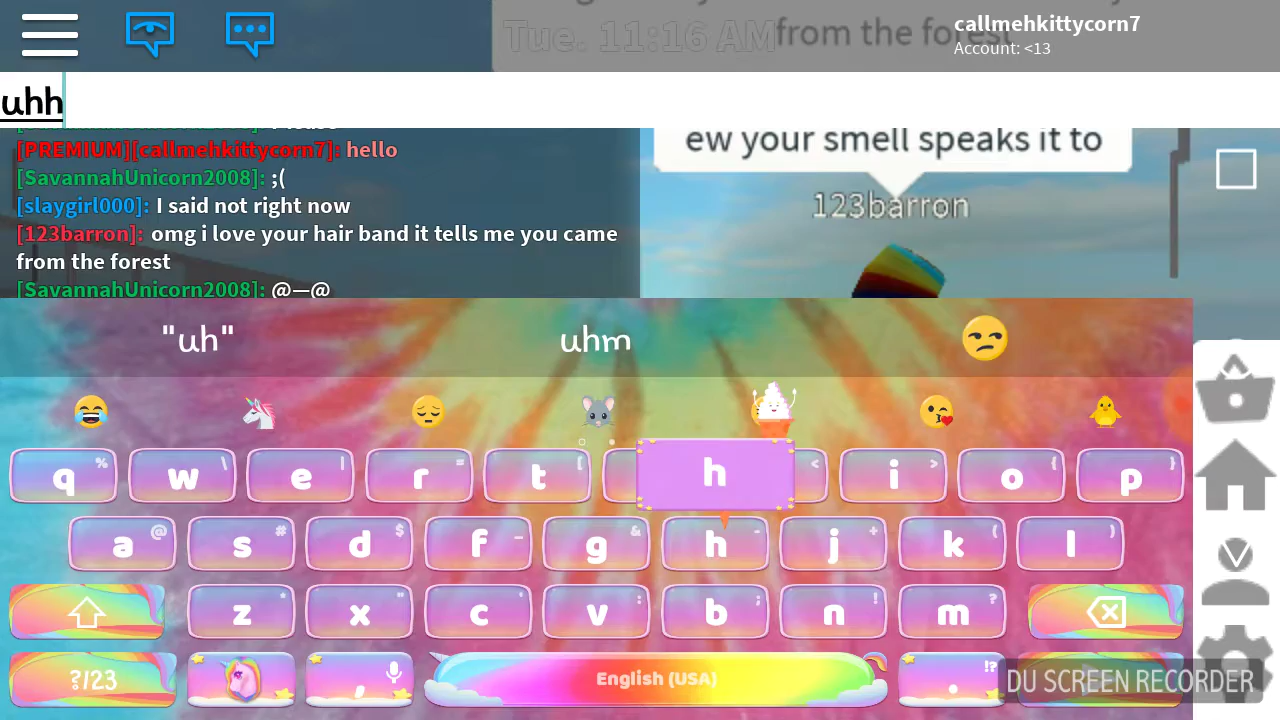 from the forest
Tue. 11:16 AM
callmehkittycorn7
Account: <13
uhh
[PREMIUM][callmehkittycorn7]: hello
[SavannahUnicorn2008]: ;(
[slaygirl000]: I said not right now
[123barron]: omg i love your hair band it tells me you came
from the forest
[SavannahUnicorn2008]: @—@
ew your smell speaks it to
123barron
"uh" uhm
q % w \ e | r = t [ h < i > o { p }
a @ s # d $ f _ g & h - j + k ( l )
z * x " c ' v : b ; n ! m ?
?123 , English (USA) . !?
DU SCREEN RECORDER